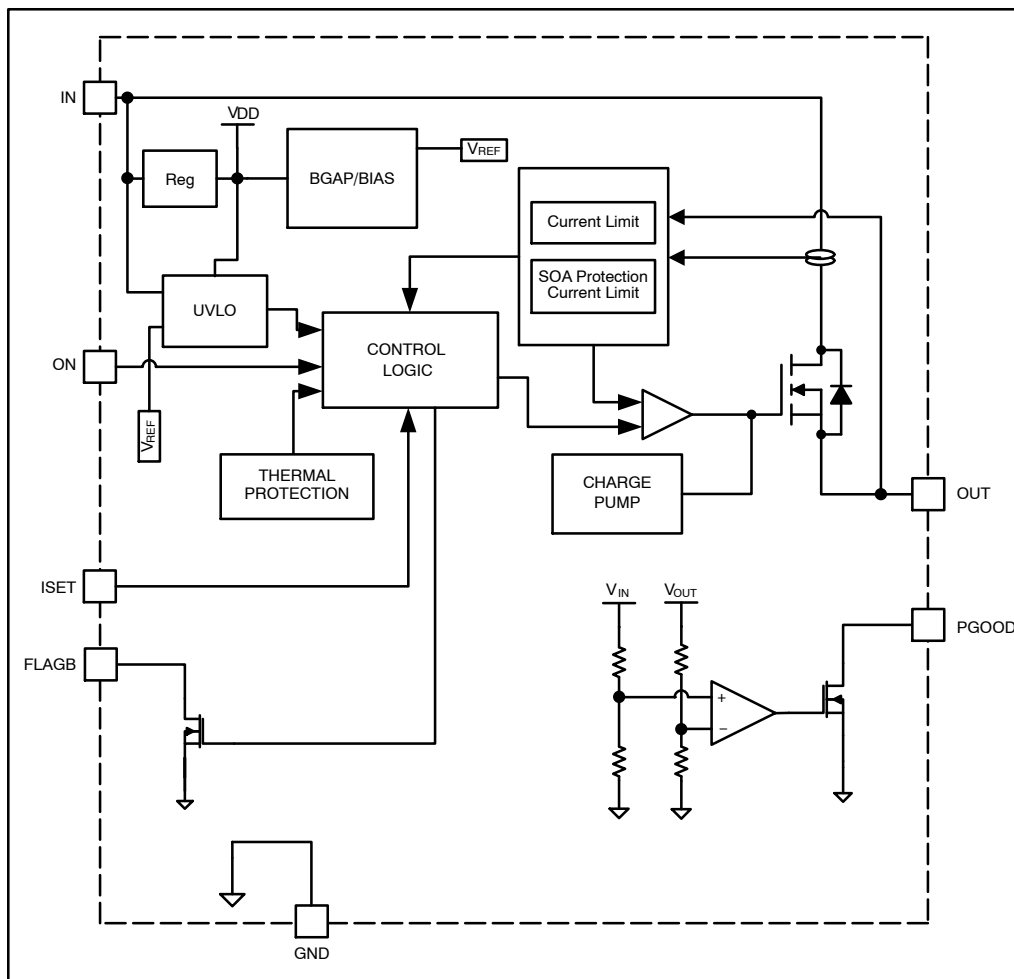 IN
VDD
VREF
Reg
BGAP/BIAS
Current Limit
SOA Protection
Current Limit
UVLO
ON
CONTROL
LOGIC
VREF
THERMAL
PROTECTION
CHARGE
PUMP
OUT
ISET
VIN
VOUT
PGOOD
FLAGB
+
−
GND